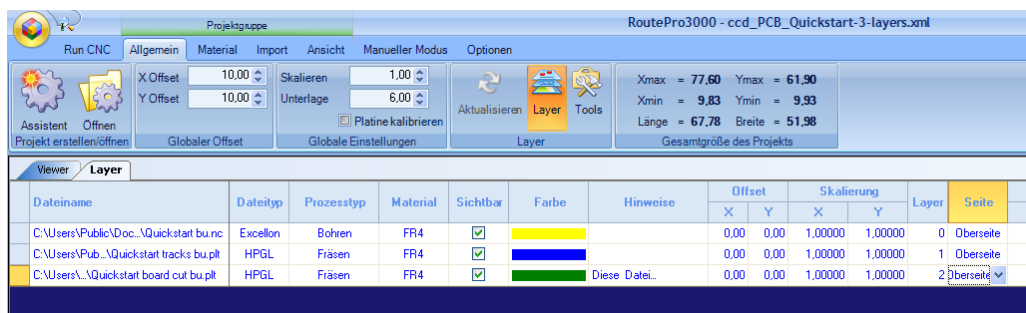 Projektgruppe
RoutePro3000 - ccd_PCB_Quickstart-3-layers.xml
Run CNC Allgemein Material Import Ansicht Manueller Modus Optionen
X Offset 10,00 Skalieren 1,00 Xmax = 77,60 Ymax = 61,90
Y Offset 10,00 Unterlage 6,00 Xmin = 9,83 Ymin = 9,93
Assistent Öffnen Platine kalibrieren Aktualisieren Layer Tools Länge = 67,78 Breite = 51,98
Projekt erstellen/öffnen Globaler Offset Globale Einstellungen Layer Gesamtgröße des Projekts
Viewer Layer
Dateiname Dateityp Prozesstyp Material Sichtbar Farbe Hinweise Offset Skalierung Layer Seite
X Y X Y
C:\Users\Public\Doc...\Quickstart bu.nc Excellon Bohren FR4 0,00 0,00 1,00000 1,00000 0 Oberseite
C:\Users\Pub...\Quickstart tracks bu.plt HPGL Fräsen FR4 0,00 0,00 1,00000 1,00000 1 Oberseite
C:\Users\...\Quickstart board cut bu.plt HPGL Fräsen FR4 Diese Datei... 0,00 0,00 1,00000 1,00000 2 Oberseite